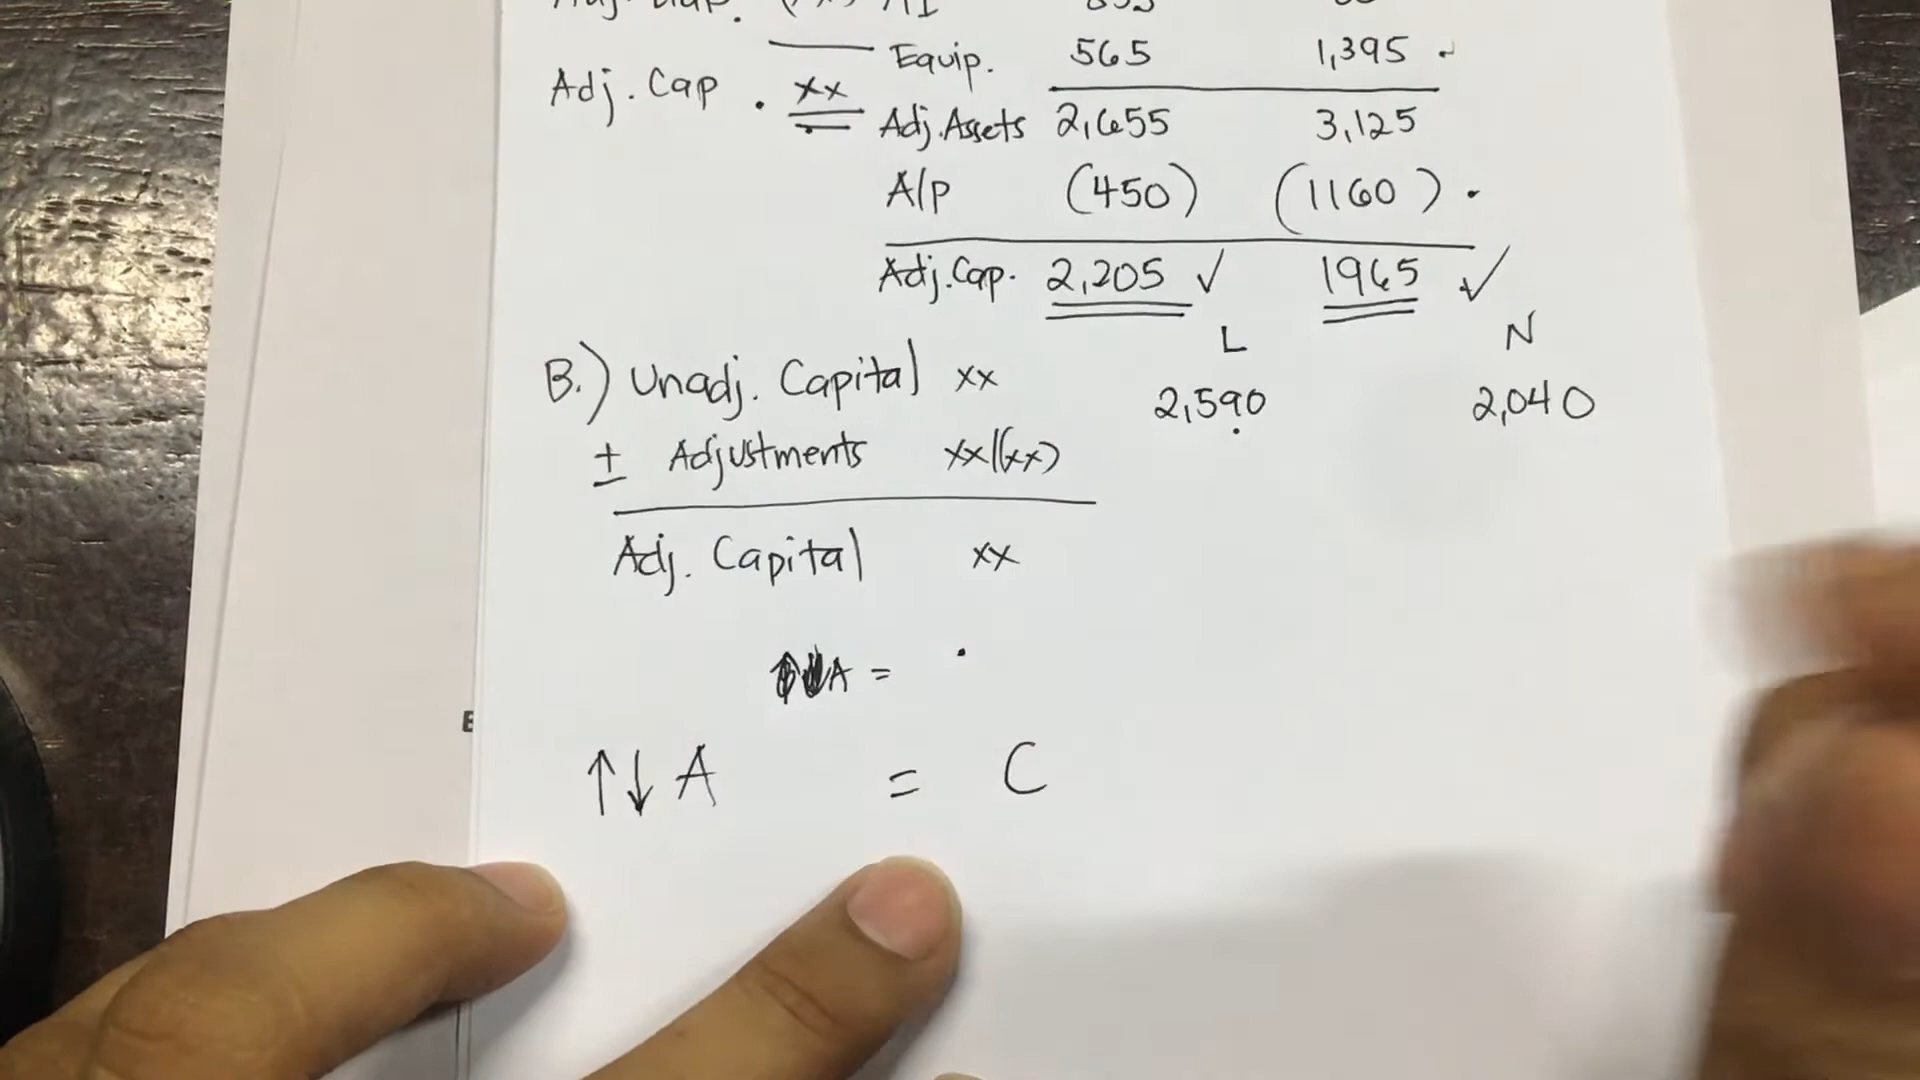 Equip. 565 1,395
Adj. Cap . xx Adj. Assets 2,655 3,125
A/P (450) (1160)
Adj. Cap. 2,205 ✓ 1965 ✓
L N
B.) Unadj. Capital xx 2,590 2,040
± Adjustments xx/(xx)
Adj. Capital xx
A =
↑↓ A = C
E